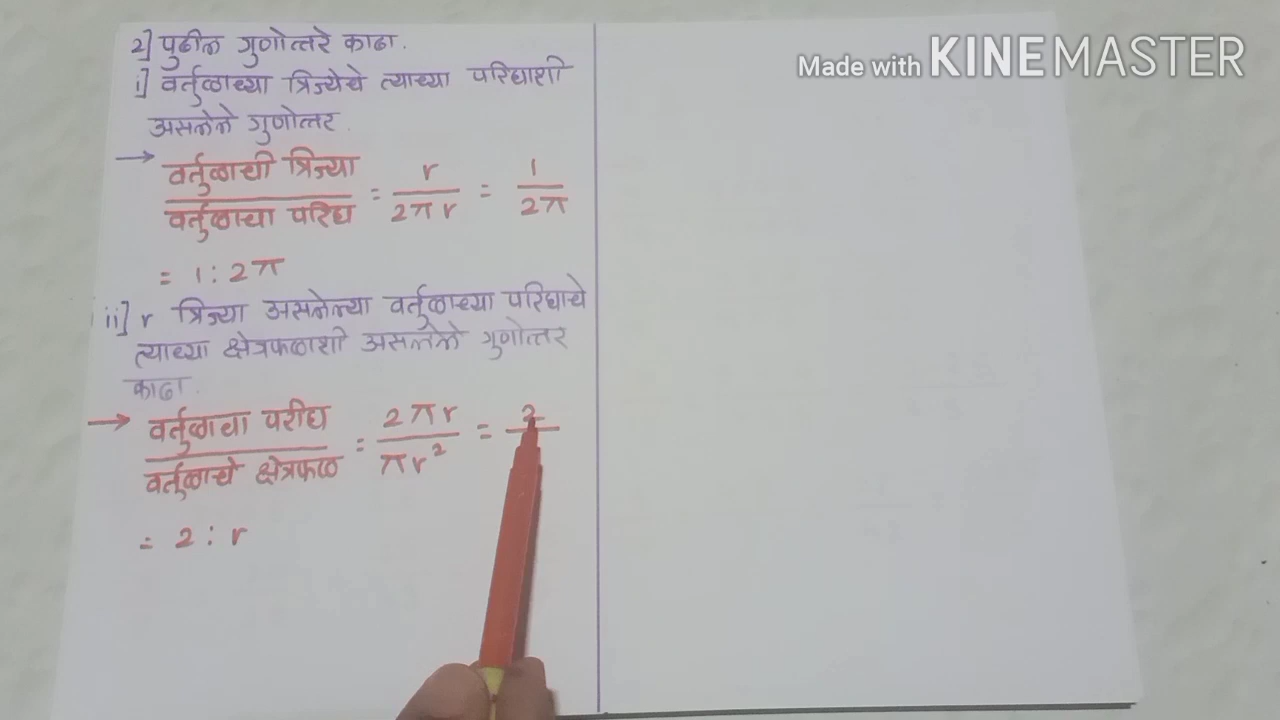 Made with KINEMASTER
2] पुढील गुणोत्तरे काढा.
i] वर्तुळाच्या त्रिज्येचे त्याच्या परिघाशी
असलेले गुणोत्तर.
→ वर्तुळाची त्रिज्या / वर्तुळाचा परिघ = r / 2πr = 1 / 2π
= 1 : 2π
ii] r त्रिज्या असलेल्या वर्तुळाच्या परिघाचे
त्याच्या क्षेत्रफळाशी असलेले गुणोत्तर
काढा.
→ वर्तुळाचा परीघ / वर्तुळाचे क्षेत्रफळ = 2πr / πr² = 2
= 2 : r